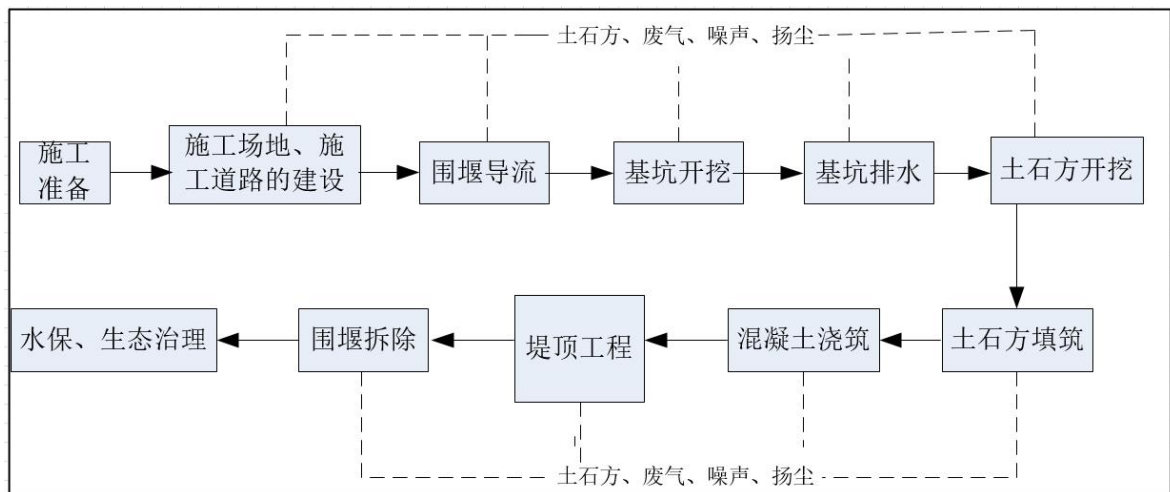 土石方、废气、噪声、扬尘
施工
准备
施工场地、施
工道路的建设
围堰导流
基坑开挖
基坑排水
土石方开挖
水保、生态治理
围堰拆除
堤顶工程
混凝土浇筑
土石方填筑
土石方、废气、噪声、扬尘